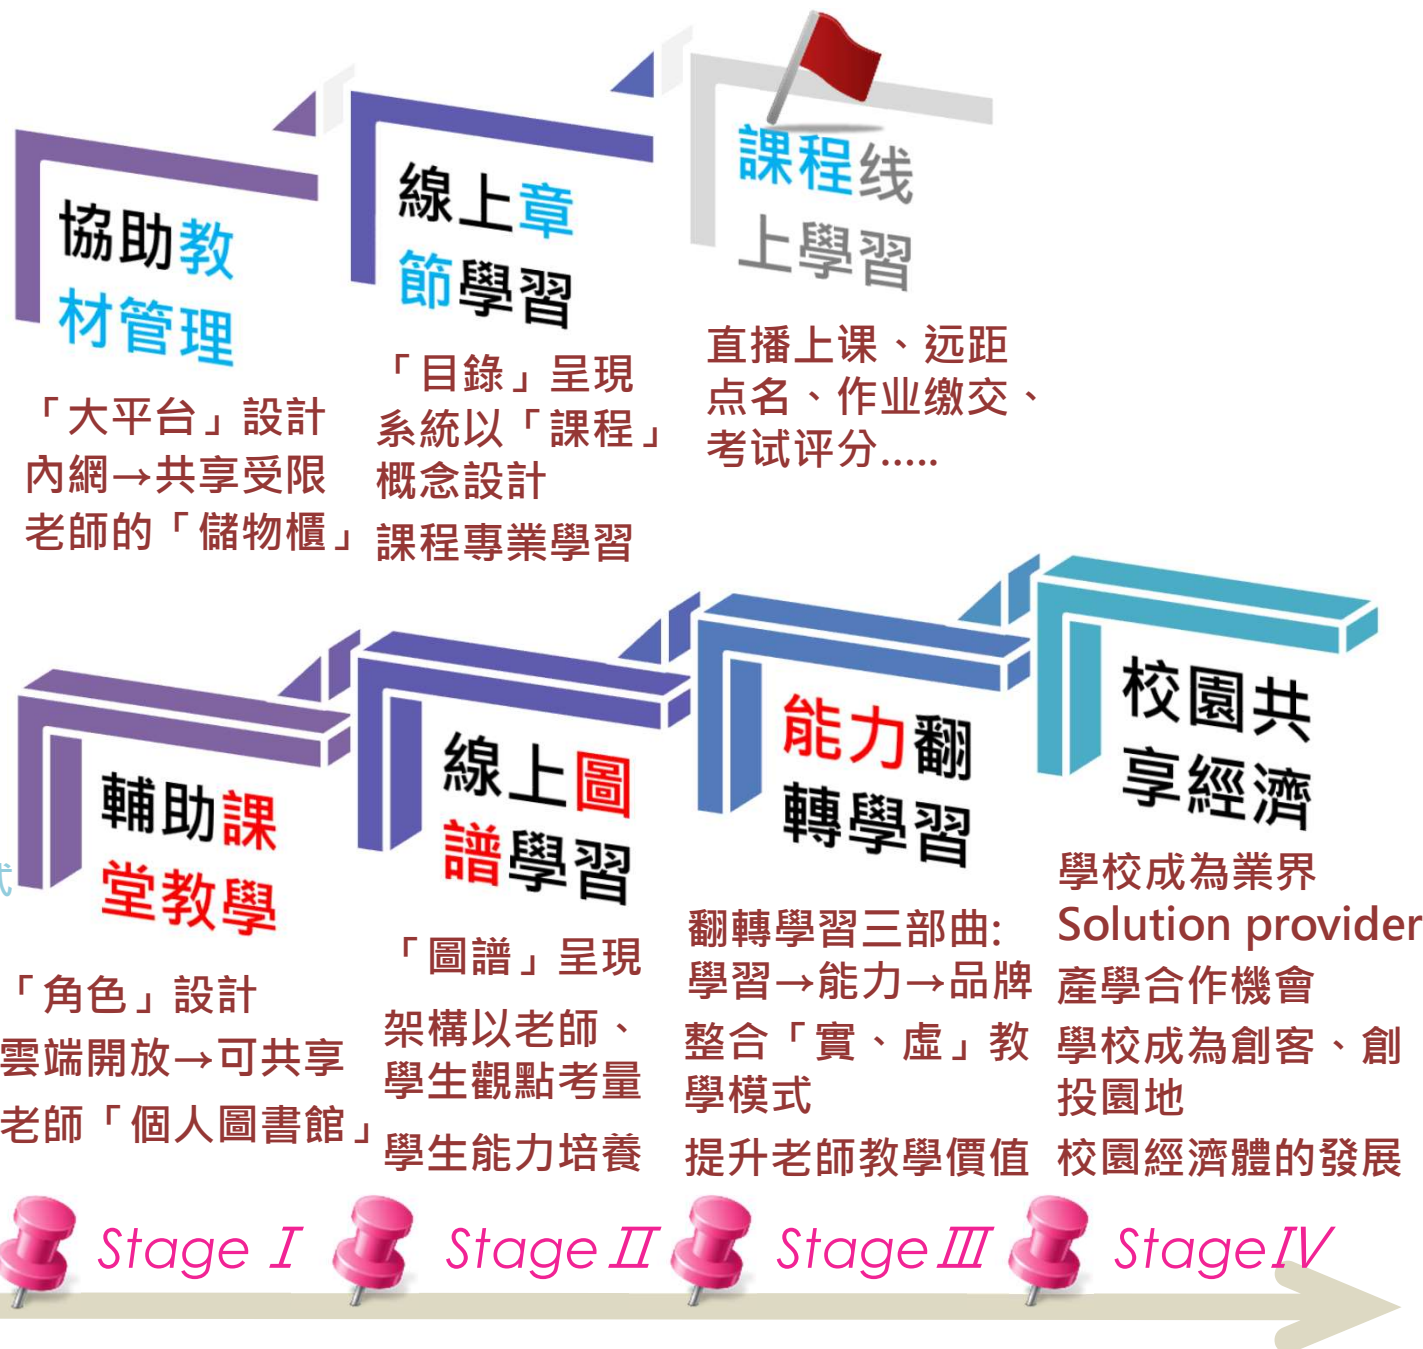 協助教
材管理
「大平台」設計
內網→共享受限
老師的「儲物櫃」
線上章
節學習
「目錄」呈現
系統以「課程」
概念設計
課程專業學習
課程线
上學習
直播上课、远距
点名、作业缴交、
考试评分.....
式
輔助課
堂教學
「角色」設計
雲端開放→可共享
老師「個人圖書館」
線上圖
譜學習
「圖譜」呈現
架構以老師、
學生觀點考量
學生能力培養
能力翻
轉學習
翻轉學習三部曲:
學習→能力→品牌
整合「實、虛」教
學模式
提升老師教學價值
校園共
享經濟
學校成為業界
Solution provider
產學合作機會
學校成為創客、創
投園地
校園經濟體的發展
Stage Ⅰ
Stage Ⅱ
Stage Ⅲ
Stage Ⅳ